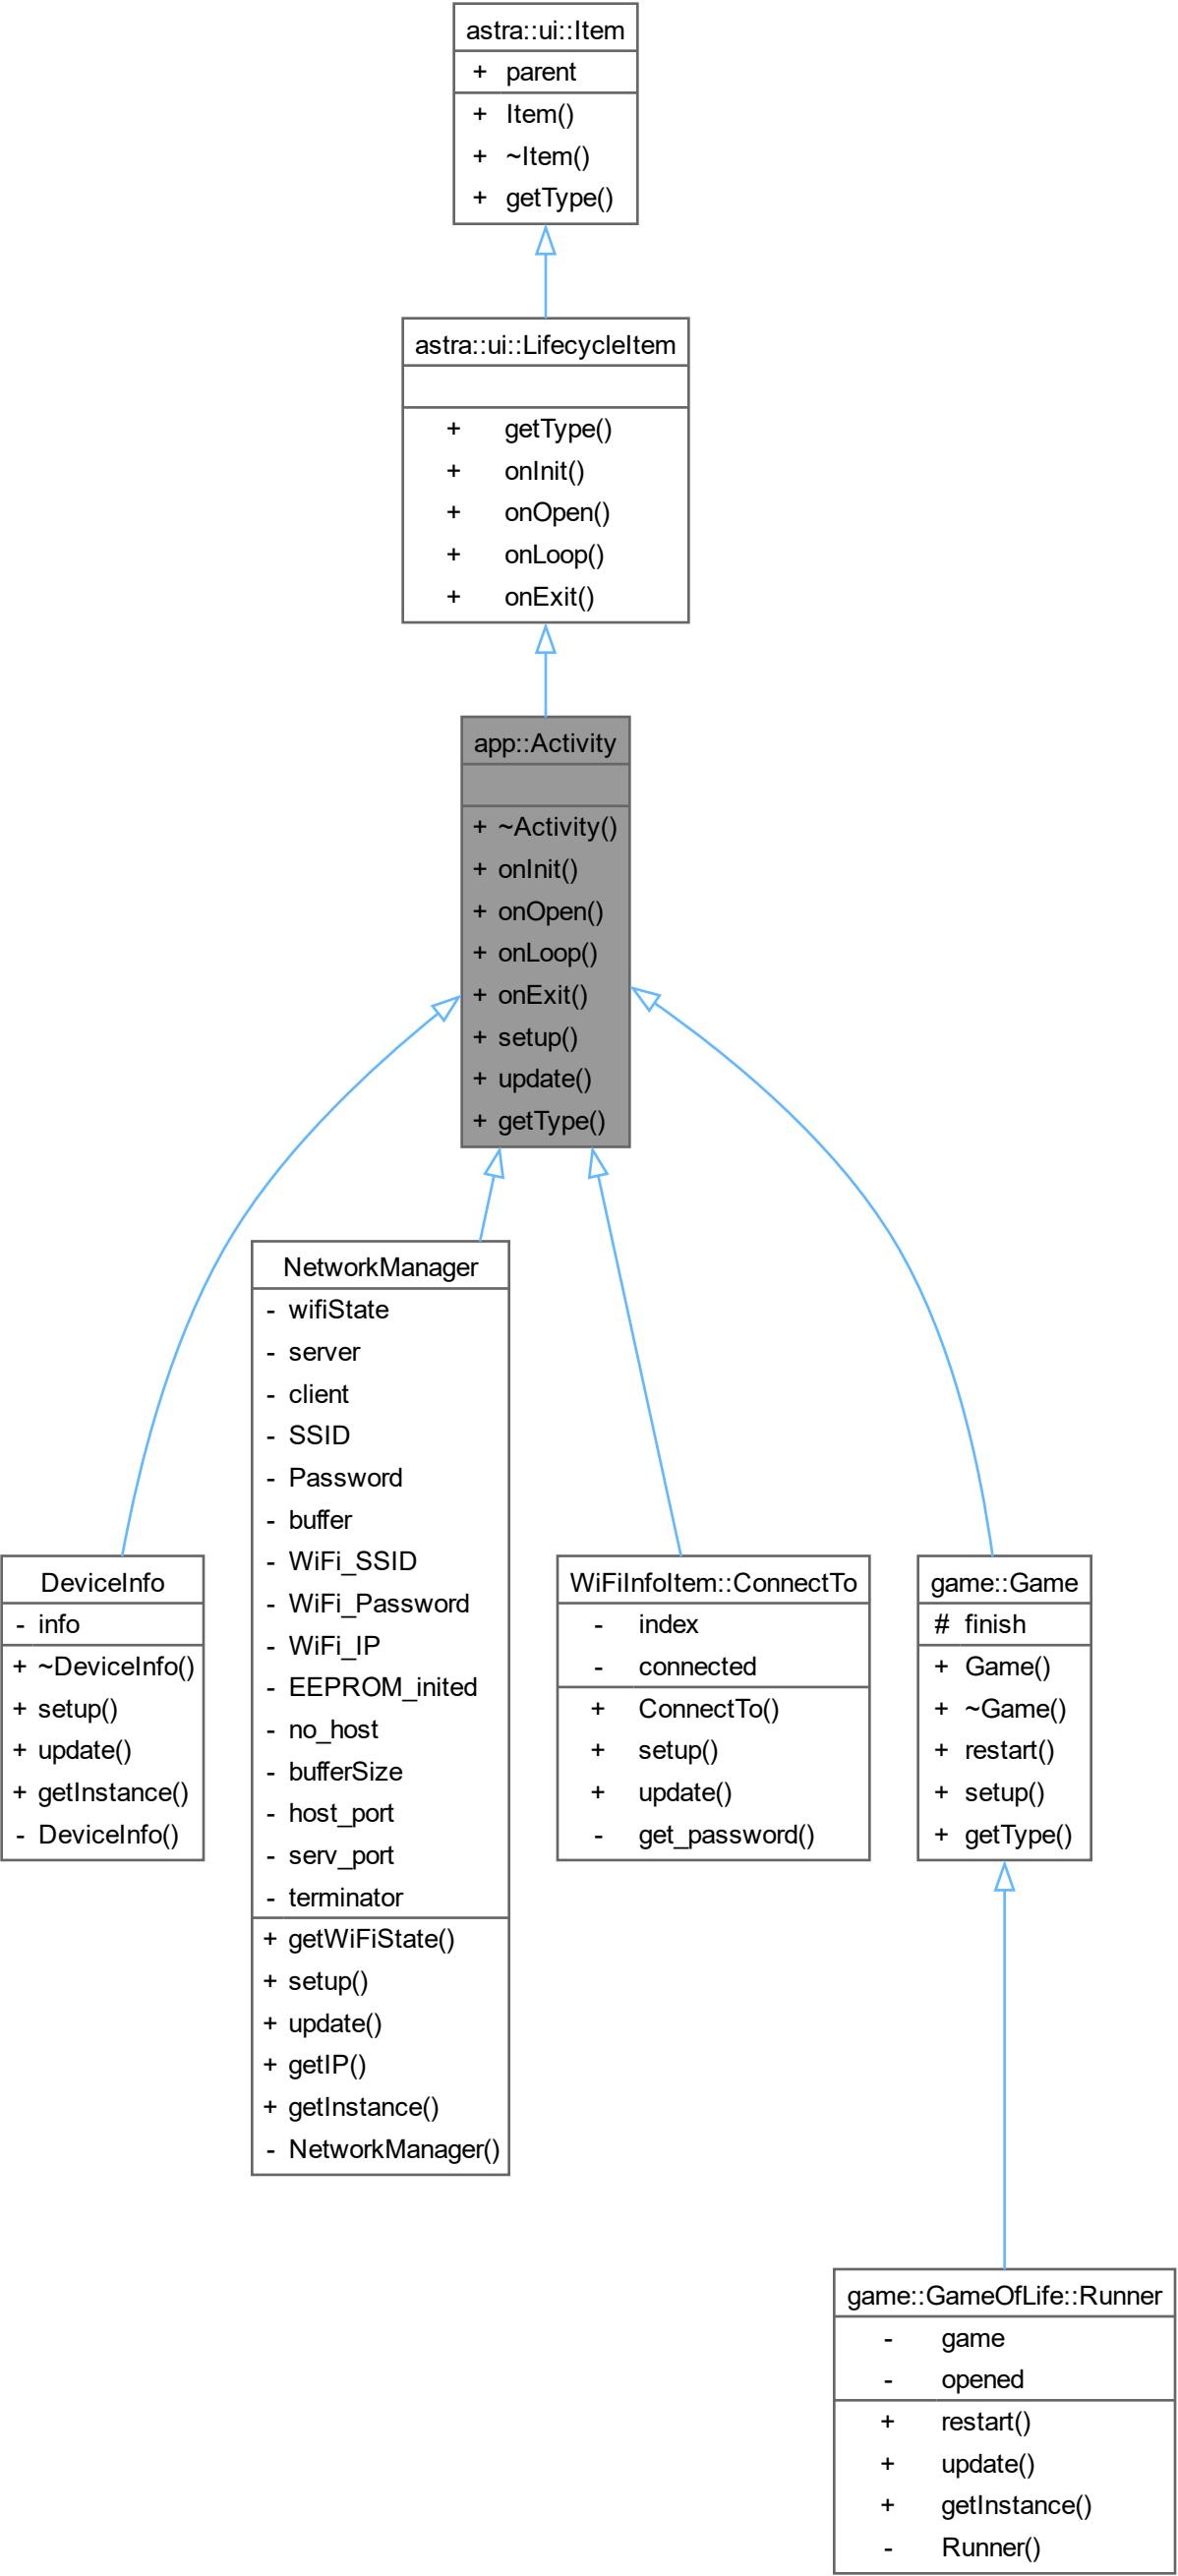 astra::ui::Item
+ parent
+ Item()
+ ~Item()
+ getType()
astra::ui::LifecycleItem
+ getType()
+ onInit()
+ onOpen()
+ onLoop()
+ onExit()
app::Activity
+ ~Activity()
+ onInit()
+ onOpen()
+ onLoop()
+ onExit()
+ setup()
+ update()
+ getType()
NetworkManager
- wifiState
- server
- client
- SSID
- Password
- buffer
- WiFi_SSID
- WiFi_Password
- WiFi_IP
- EEPROM_inited
- no_host
- bufferSize
- host_port
- serv_port
- terminator
+ getWiFiState()
+ setup()
+ update()
+ getIP()
+ getInstance()
- NetworkManager()
DeviceInfo
- info
+ ~DeviceInfo()
+ setup()
+ update()
+ getInstance()
- DeviceInfo()
WiFiInfoItem::ConnectTo
- index
- connected
+ ConnectTo()
+ setup()
+ update()
- get_password()
game::Game
# finish
+ Game()
+ ~Game()
+ restart()
+ setup()
+ getType()
game::GameOfLife::Runner
- game
- opened
+ restart()
+ update()
+ getInstance()
- Runner()